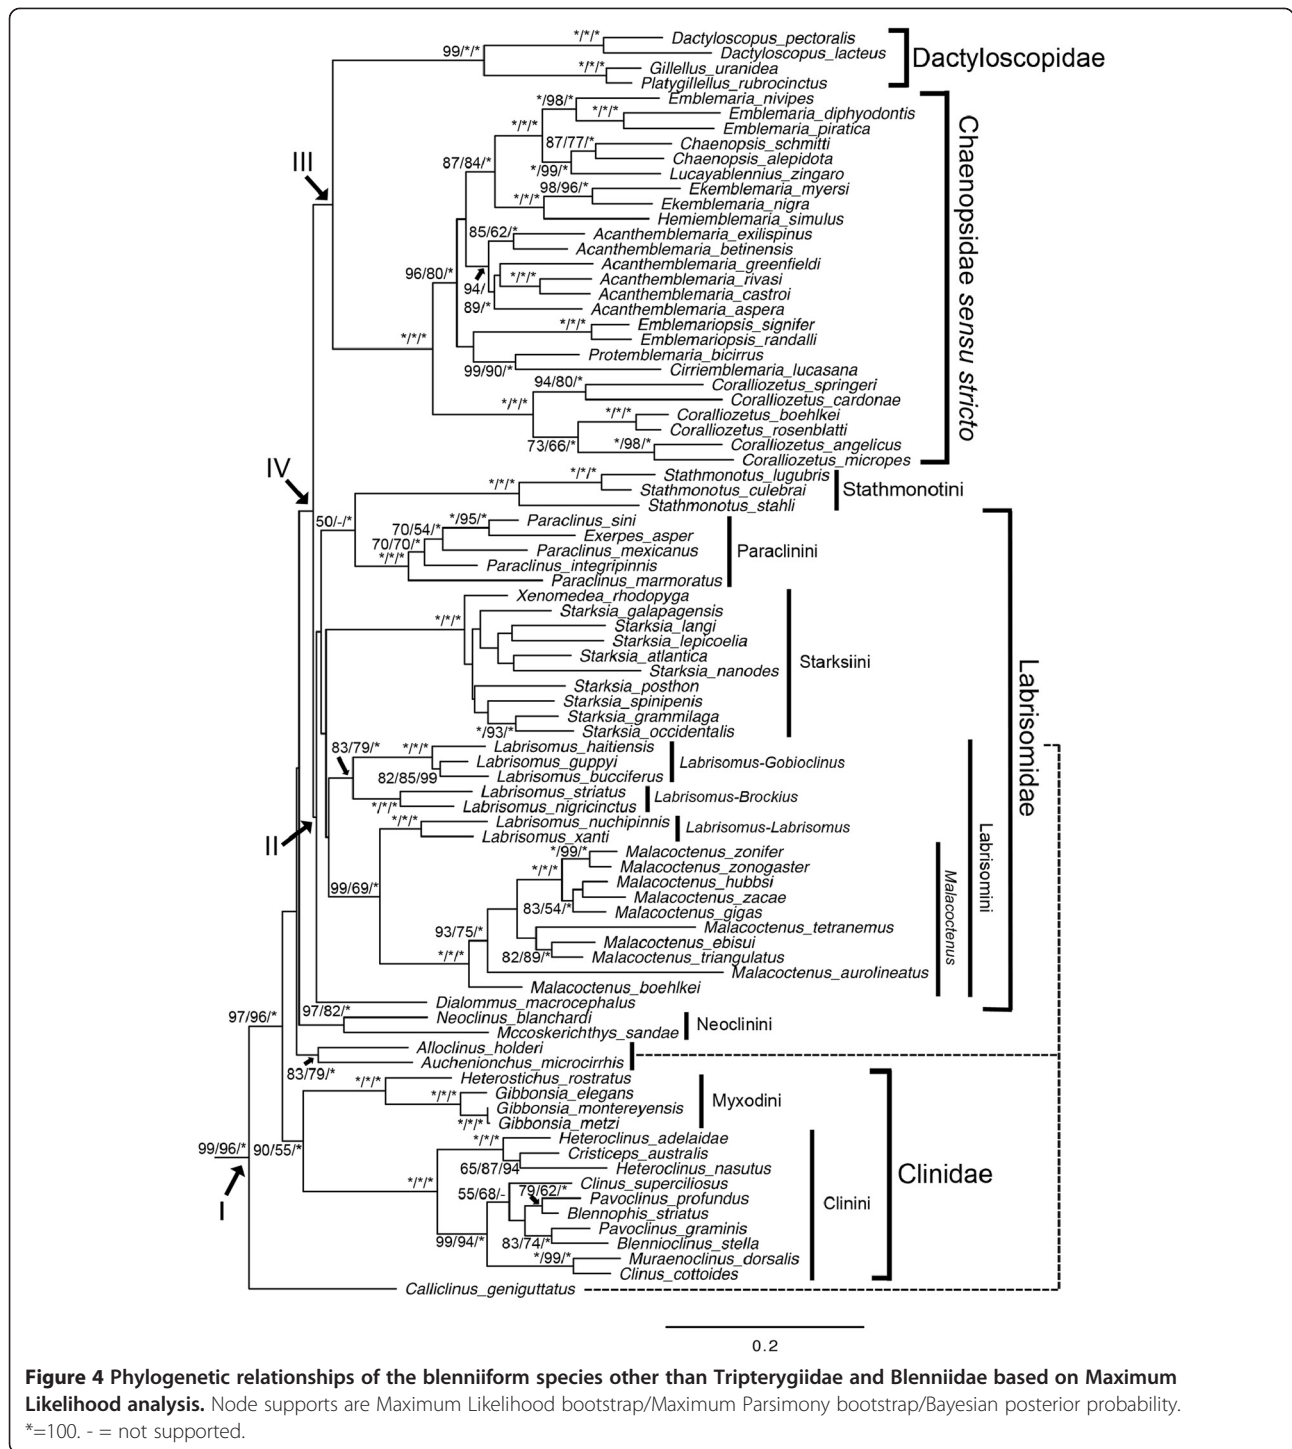 */*/*
Dactyloscopus_pectoralis
Dactyloscopus_lacteus
99/*/*
*/*/*
Gillellus_uranidea
Platygillellus_rubrocinctus
Dactyloscopidae
*/98/*
Emblemaria_nivipes
*/*/*
Emblemaria_diphyodontis
Emblemaria_piratica
*/*/*
87/77/*
Chaenopsis_schmitti
Chaenopsis_alepidota
*/99/*
Lucayablennius_zingaro
87/84/*
98/96/*
Ekemblemaria_myersi
Ekemblemaria_nigra
*/*/*
Hemiemblemaria_simulus
III
85/62/*
Acanthemblemaria_exilispinus
Acanthemblemaria_betinensis
Acanthemblemaria_greenfieldi
*/*/*
Acanthemblemaria_rivasi
Acanthemblemaria_castroi
94/
89/*
Acanthemblemaria_aspera
96/80/*
*/*/*
Emblemariopsis_signifer
Emblemariopsis_randalli
*/*/*
Protemblemaria_bicirrus
99/90/*
Cirriemblemaria_lucasana
94/80/*
Coralliozetus_springeri
Coralliozetus_cardonae
*/*/*
*/*/*
Coralliozetus_boehlkei
Coralliozetus_rosenblatti
73/66/*
*/98/*
Coralliozetus_angelicus
Coralliozetus_micropes
Chaenopsidae sensu stricto
IV
*/*/*
Stathmonotus_lugubris
*/*/*
Stathmonotus_culebrai
Stathmonotus_stahli
Stathmonotini
50/-/*
*/95/*
Paraclinus_sini
70/54/*
Exerpes_asper
70/70/*
Paraclinus_mexicanus
*/*/*
Paraclinus_integripinnis
Paraclinus_marmoratus
Paraclinini
Xenomedea_rhodopyga
*/*/*
Starksia_galapagensis
Starksia_langi
Starksia_lepicoelia
Starksia_atlantica
Starksia_nanodes
Starksia_posthon
Starksia_spinipenis
Starksia_grammilaga
*/93/*
Starksia_occidentalis
Starksiini
Labrisomidae
83/79/*
*/*/*
Labrisomus_haitiensis
Labrisomus_guppyi
82/85/99
Labrisomus_bucciferus
Labrisomus-Gobioclinus
Labrisomus_striatus
*/*/*
Labrisomus_nigricinctus
Labrisomus-Brockius
II
*/*/*
Labrisomus_nuchipinnis
Labrisomus_xanti
Labrisomus-Labrisomus
99/69/*
*/99/*
Malacoctenus_zonifer
Malacoctenus_zonogaster
*/*/*
Malacoctenus_hubbsi
Malacoctenus_zacae
83/54/*
Malacoctenus_gigas
93/75/*
Malacoctenus_tetranemus
Malacoctenus_ebisui
82/89/*
Malacoctenus_triangulatus
*/*/*
Malacoctenus_aurolineatus
Malacoctenus_boehlkei
Malacoctenus
Labrisomini
Dialommus_macrocephalus
97/82/*
Neoclinus_blanchardi
Mccoskerichthys_sandae
Neoclinini
97/96/*
Alloclinus_holderi
Auchenionchus_microcirrhis
83/79/*
*/*/*
Heterostichus_rostratus
*/*/*
Gibbonsia_elegans
Gibbonsia_montereyensis
*/*/*
Gibbonsia_metzi
Myxodini
99/96/*
90/55/*
*/*/*
Heteroclinus_adelaidae
Cristiceps_australis
65/87/94
Heteroclinus_nasutus
*/*/*
55/68/-
Clinus_superciliosus
79/62/*
Pavoclinus_profundus
Blennophis_striatus
Pavoclinus_graminis
99/94/*
83/74/*
Blennioclinus_stella
*/99/*
Muraenoclinus_dorsalis
Clinus_cottoides
Clinini
Clinidae
I
Calliclinus_geniguttatus
0.2
Figure 4 Phylogenetic relationships of the blenniiform species other than Tripterygiidae and Blenniidae based on Maximum
Likelihood analysis. Node supports are Maximum Likelihood bootstrap/Maximum Parsimony bootstrap/Bayesian posterior probability.
*=100. - = not supported.